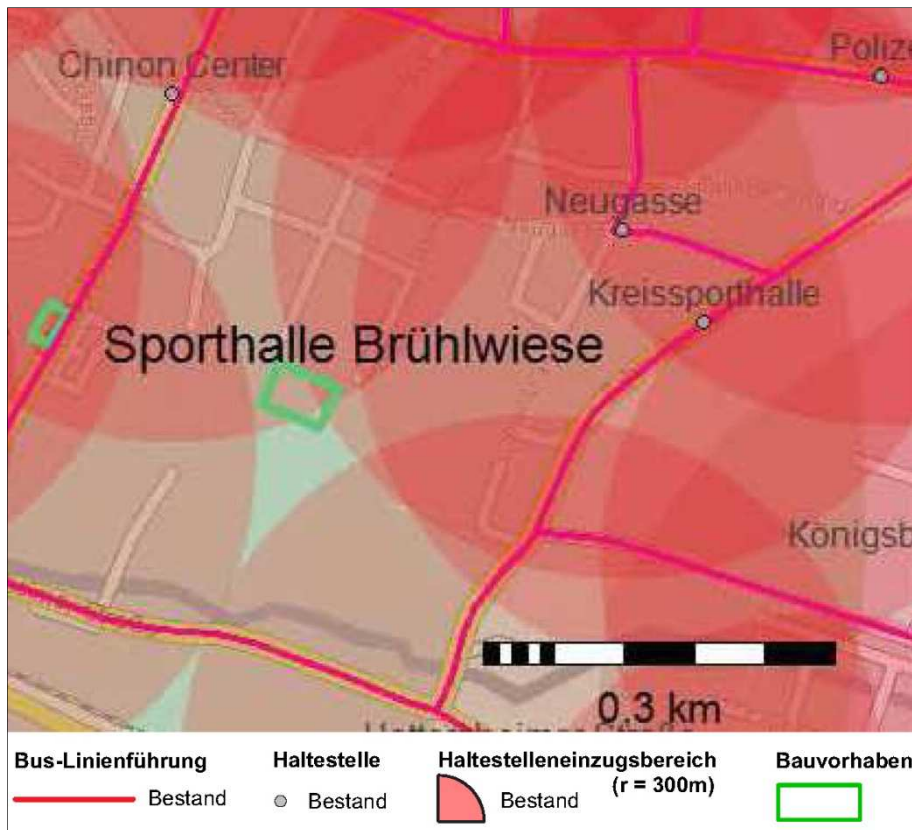 Chinon Center
Polize
Neugasse
Kreissporthalle
Sporthalle Brühlwiese
Königsb
0.3 km
Bus-Linienführung
Bestand
Haltestelle
Bestand
Haltestelleneinzugsbereich
(r = 300m)
Bestand
Bauvorhaben